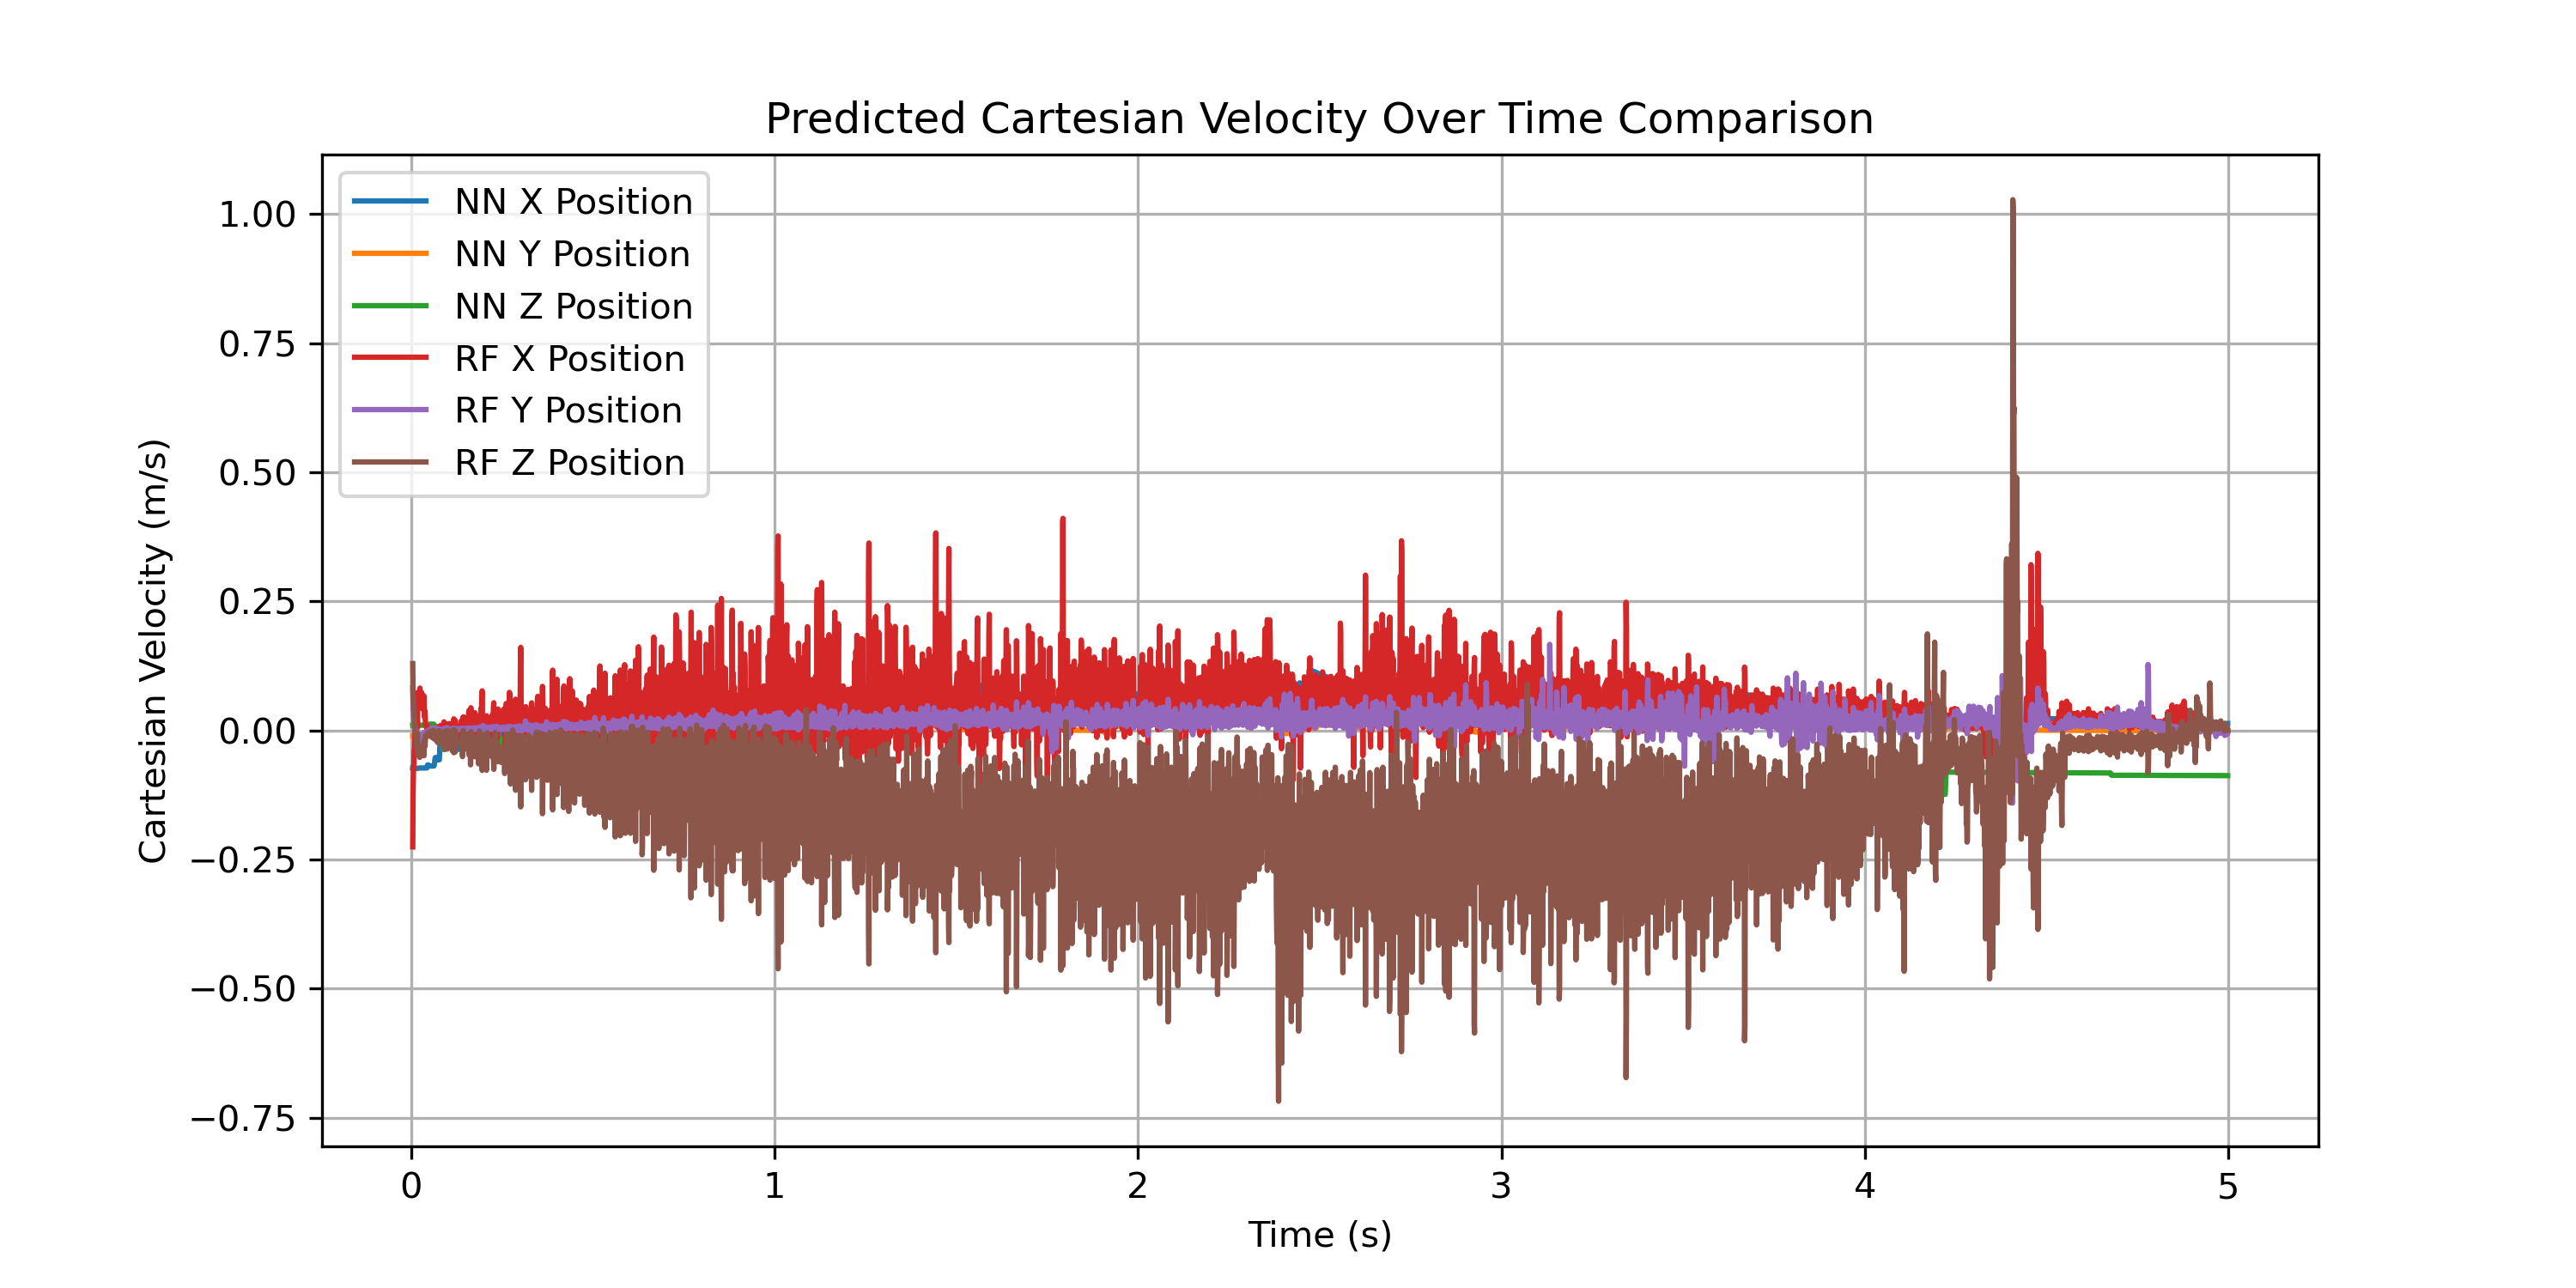 Predicted Cartesian Velocity Over Time Comparison
NN X Position
NN Y Position
NN Z Position
RF X Position
RF Y Position
RF Z Position
Cartesian Velocity (m/s)
1.00
0.75
0.50
0.25
0.00
−0.25
−0.50
−0.75
0 1 2 3 4 5
Time (s)